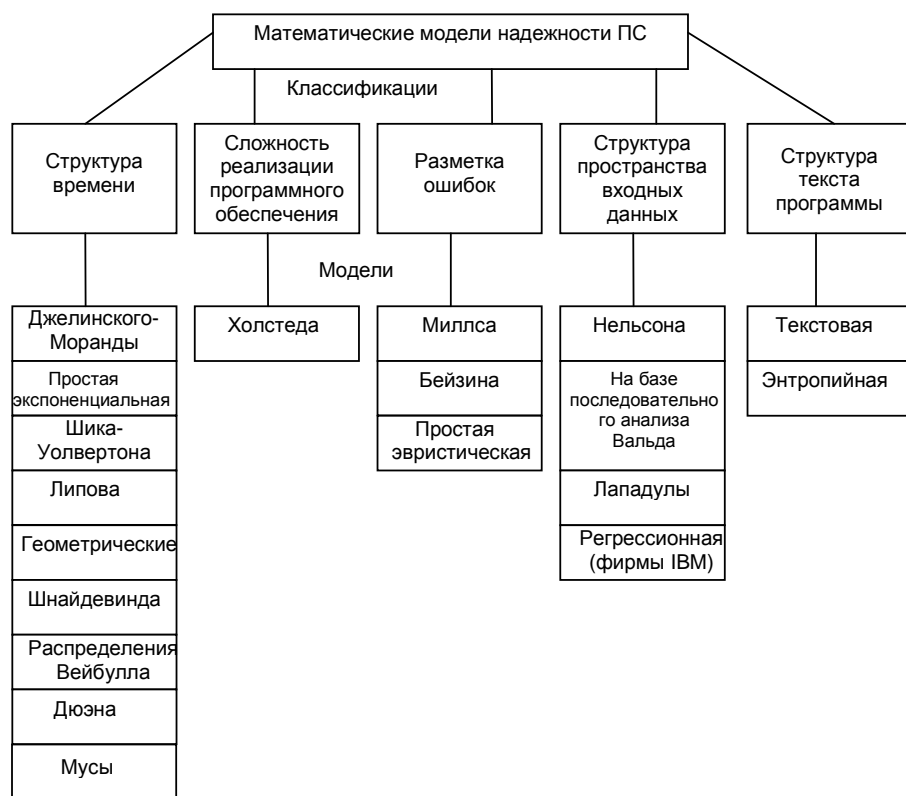 Математические модели надежности ПС
Классификации
Структура
времени
Сложность
реализации
программного
обеспечения
Разметка
ошибок
Структура
пространства
входных
данных
Структура
текста
программы
Модели
Джелинского-
Моранды
Простая
экспоненциальная
Шика-
Уолвертона
Липова
Геометрические
Шнайдевинда
Распределения
Вейбулла
Дюэна
Мусы
Холстеда
Миллса
Бейзина
Простая
эвристическая
Нельсона
На базе
последовательно
го анализа
Вальда
Лападулы
Регрессионная
(фирмы IBM)
Текстовая
Энтропийная